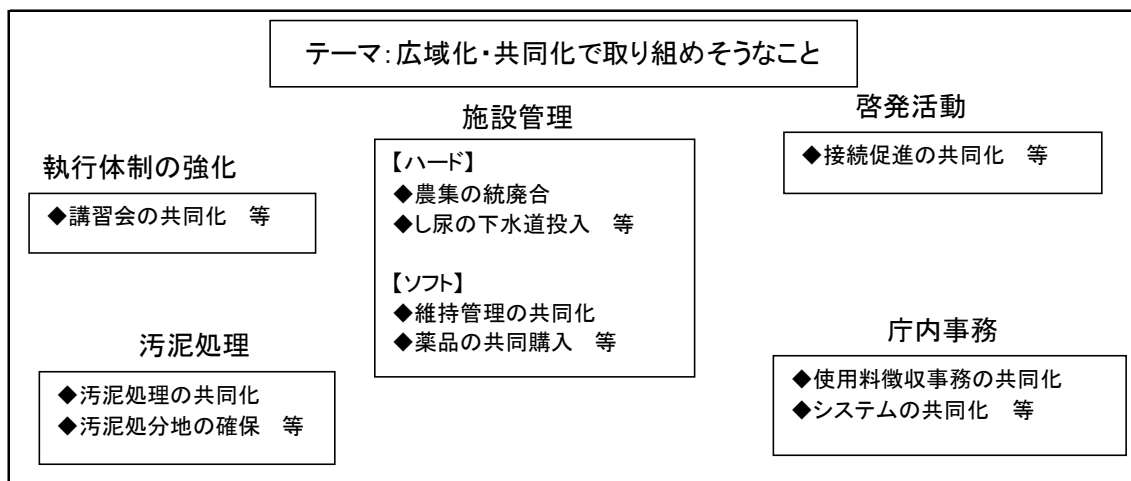 テーマ：広域化・共同化で取り組めそうなこと
執行体制の強化
◆講習会の共同化　等
施設管理
【ハード】
◆農集の統廃合
◆し尿の下水道投入　等
【ソフト】
◆維持管理の共同化
◆薬品の共同購入　等
啓発活動
◆接続促進の共同化　等
汚泥処理
◆汚泥処理の共同化
◆汚泥処分地の確保　等
庁内事務
◆使用料徴収事務の共同化
◆システムの共同化　等